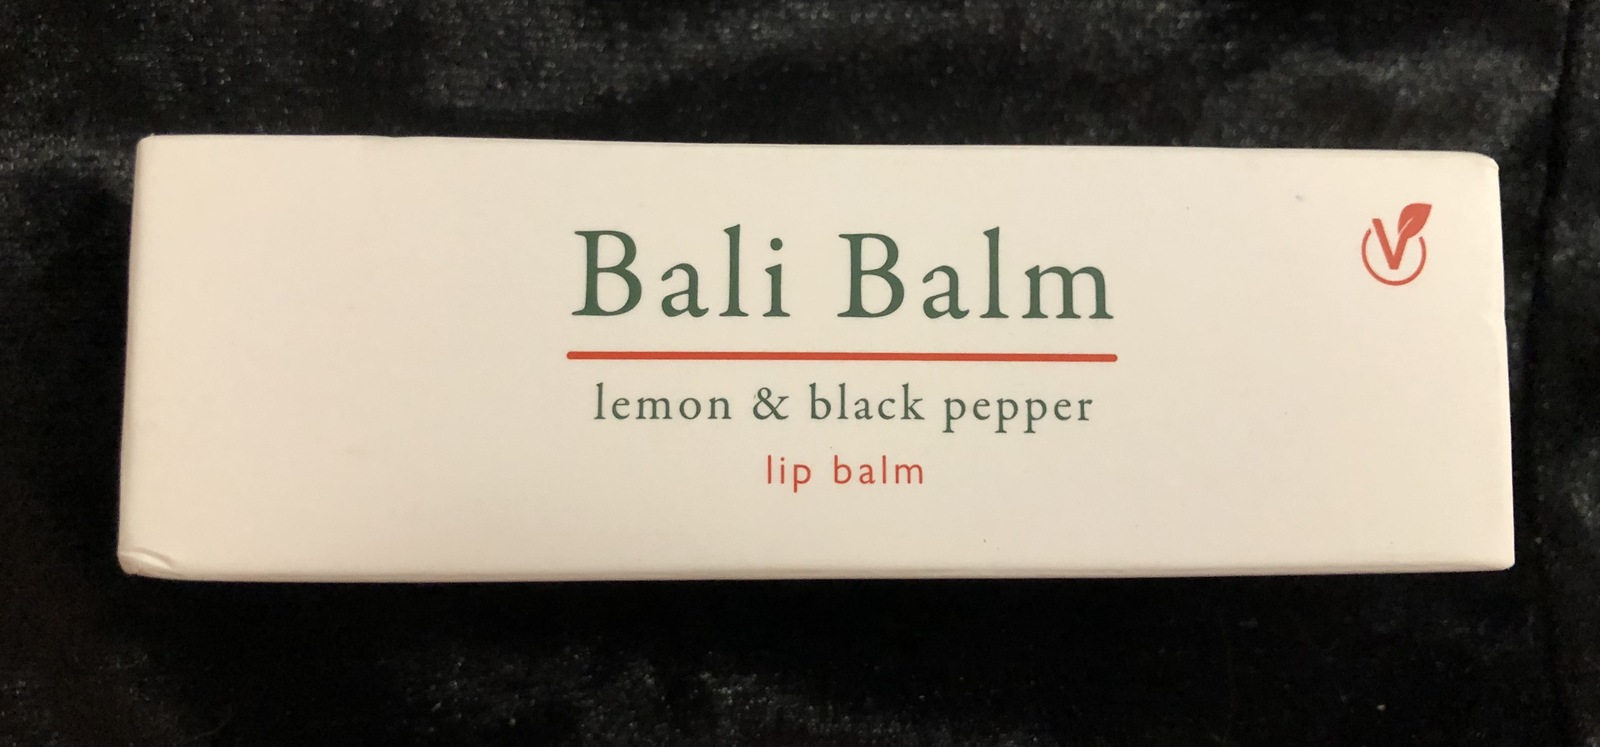 Bali Balm
lemon & black pepper
lip balm
V